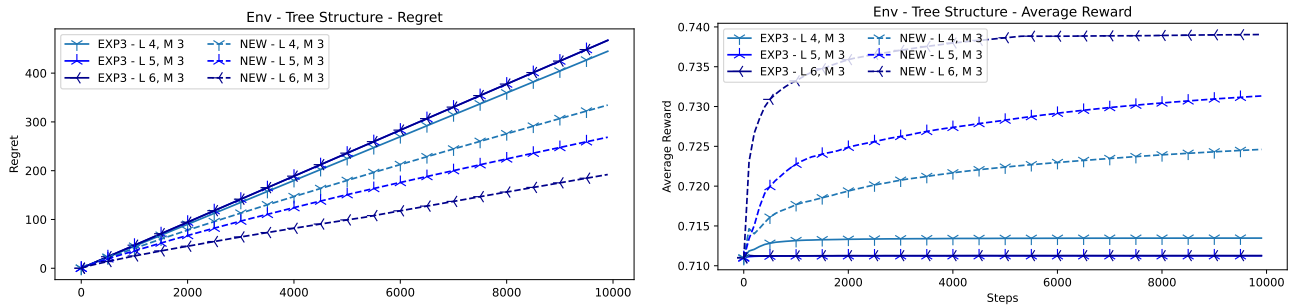 Env - Tree Structure - Regret
EXP3 - L 4, M 3
EXP3 - L 5, M 3
EXP3 - L 6, M 3
NEW - L 4, M 3
NEW - L 5, M 3
NEW - L 6, M 3
Regret
400
300
200
100
0
0 2000 4000 6000 8000 10000
Env - Tree Structure - Average Reward
EXP3 - L 4, M 3
EXP3 - L 5, M 3
EXP3 - L 6, M 3
NEW - L 4, M 3
NEW - L 5, M 3
NEW - L 6, M 3
Average Reward
0.740
0.735
0.730
0.725
0.720
0.715
0.710
0 2000 4000 6000 8000 10000
Steps